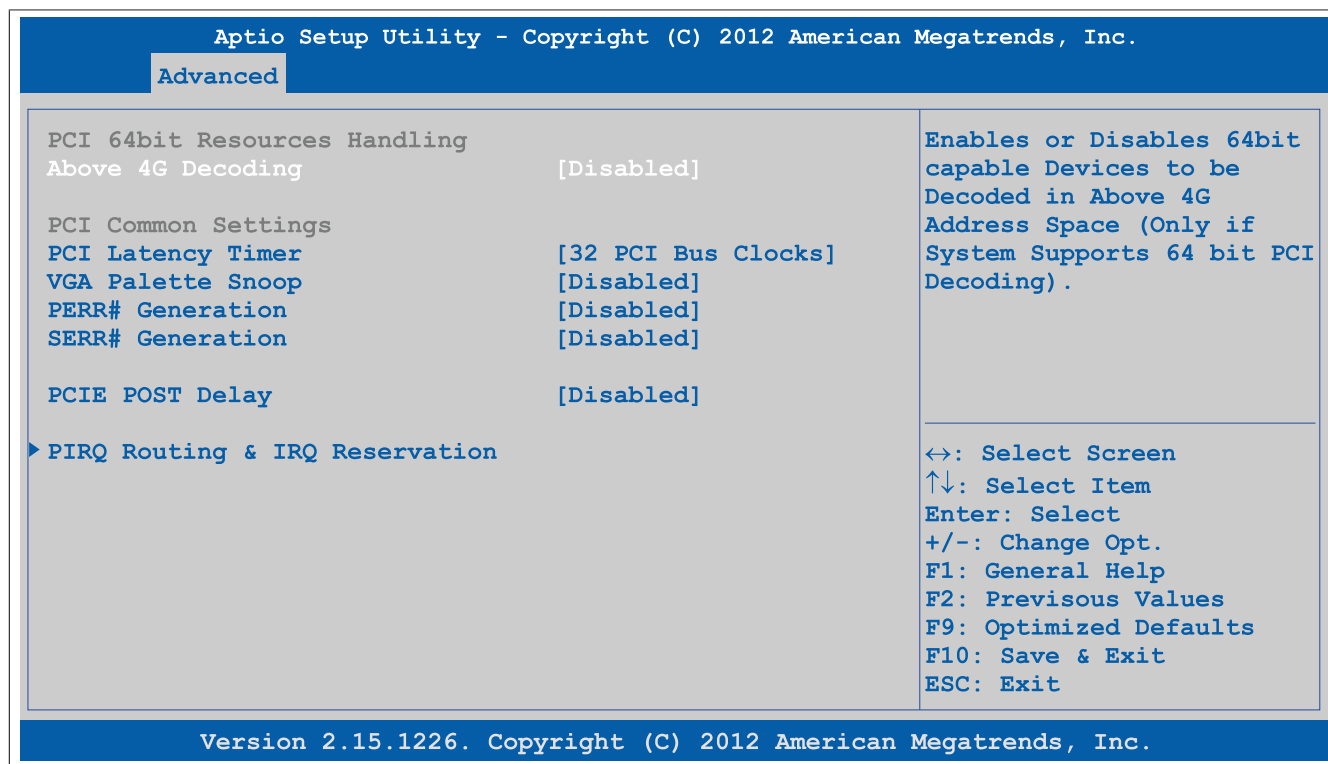 Aptio Setup Utility - Copyright (C) 2012 American Megatrends, Inc.
Advanced
PCI 64bit Resources Handling
Above 4G Decoding [Disabled]
PCI Common Settings
PCI Latency Timer [32 PCI Bus Clocks]
VGA Palette Snoop [Disabled]
PERR# Generation [Disabled]
SERR# Generation [Disabled]
PCIE POST Delay [Disabled]
PIRQ Routing & IRQ Reservation
Enables or Disables 64bit
capable Devices to be
Decoded in Above 4G
Address Space (Only if
System Supports 64 bit PCI
Decoding).
↔: Select Screen
↑↓: Select Item
Enter: Select
+/-: Change Opt.
F1: General Help
F2: Previsous Values
F9: Optimized Defaults
F10: Save & Exit
ESC: Exit
Version 2.15.1226. Copyright (C) 2012 American Megatrends, Inc.